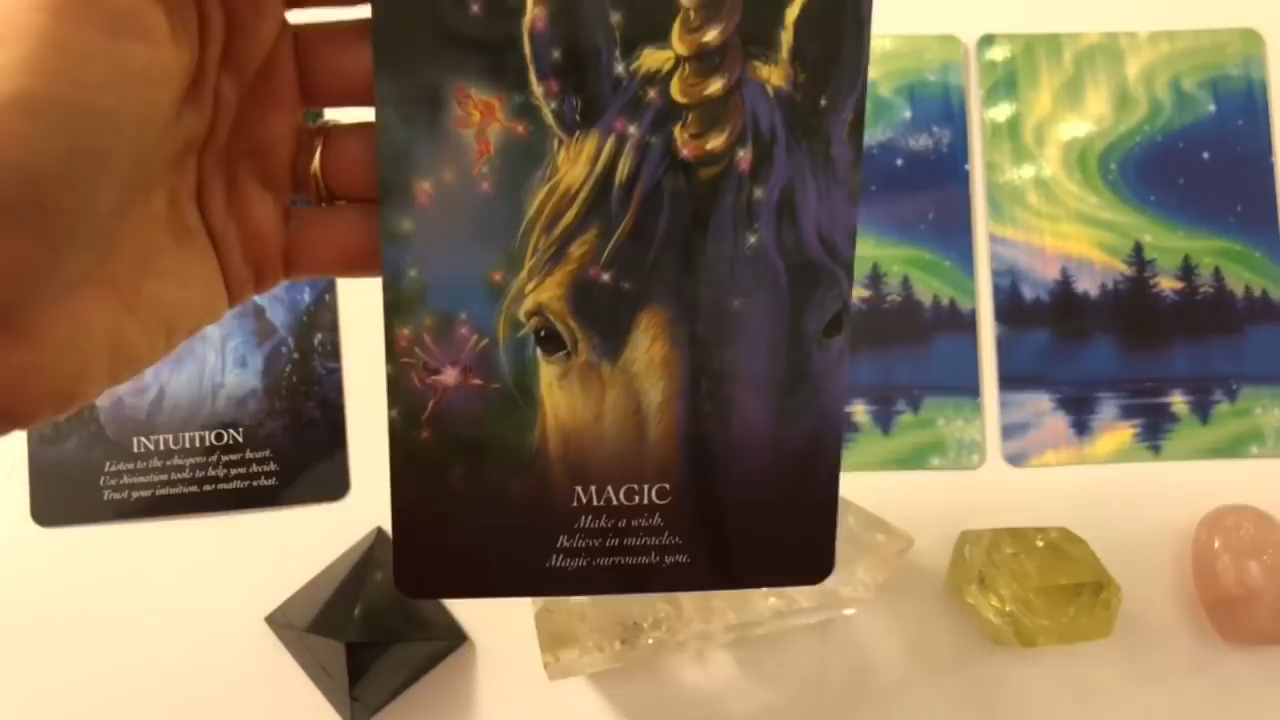 INTUITION
Listen to the whispers of your heart.
Use divination tools to help you decide.
Trust your intuition, no matter what.
MAGIC
Make a wish.
Believe in miracles.
Magic surrounds you.